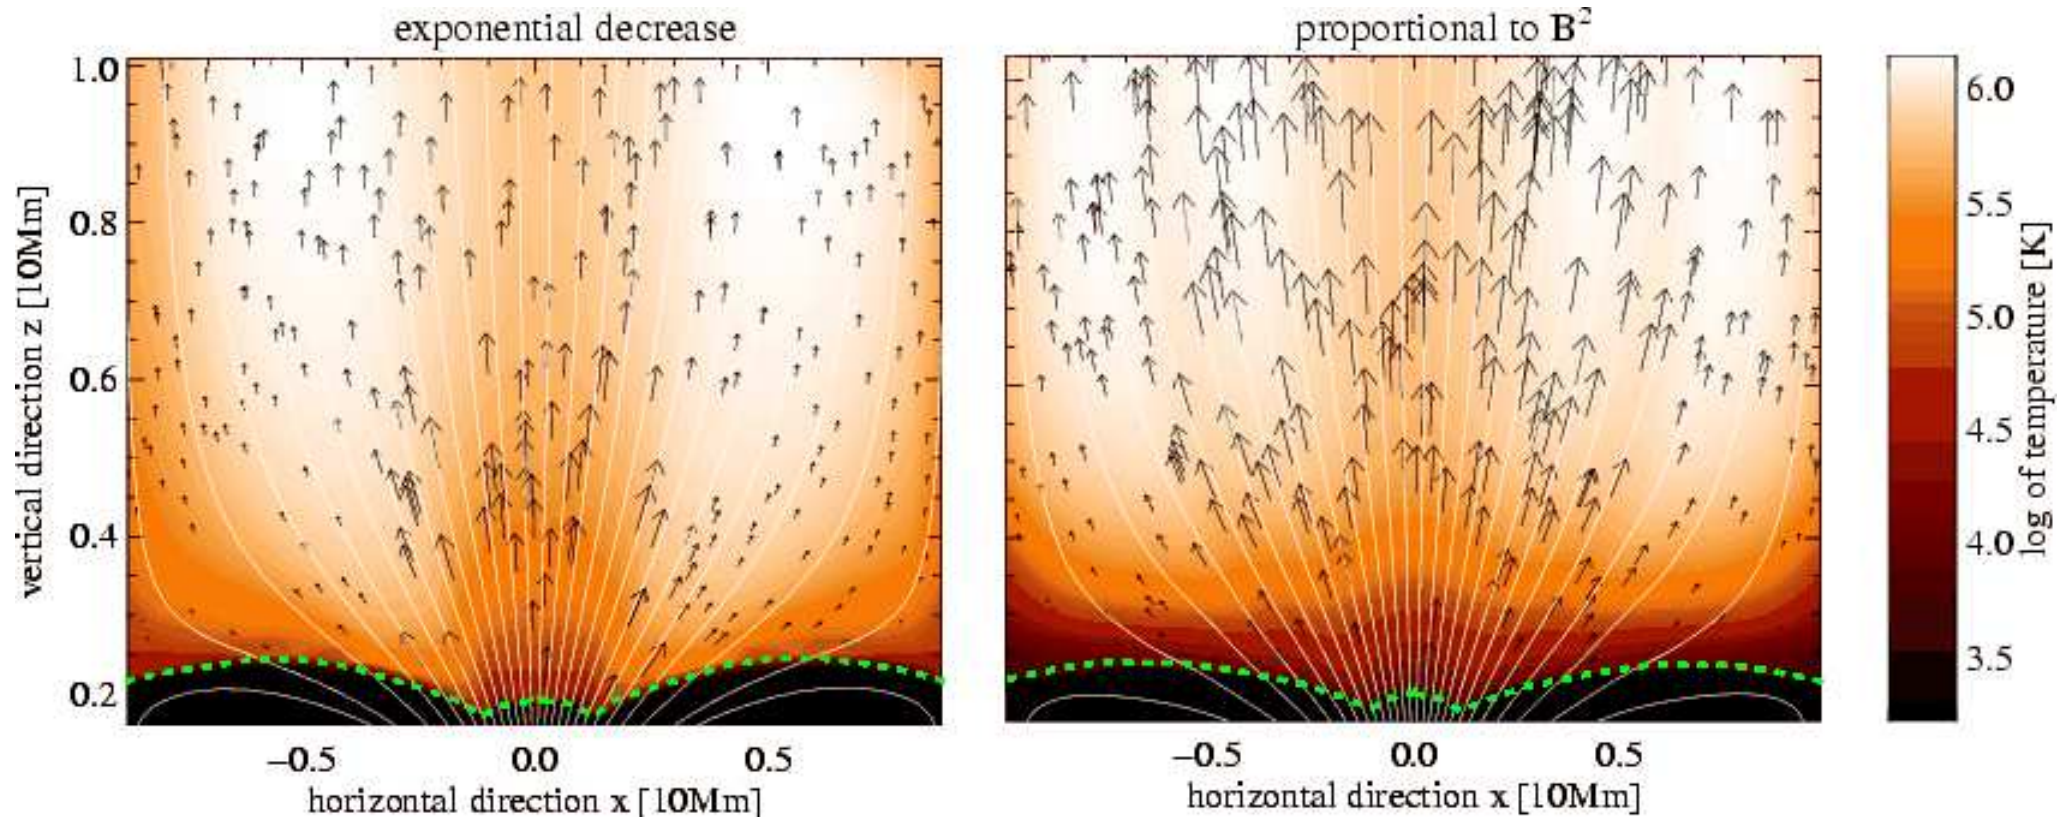 exponential decrease
proportional to B²
1.0
0.8
0.6
0.4
0.2
vertical direction z [10Mm]
−0.5 0.0 0.5
horizontal direction x [10Mm]
−0.5 0.0 0.5
horizontal direction x [10Mm]
6.0
5.5
5.0
4.5
4.0
3.5
log of temperature [K]